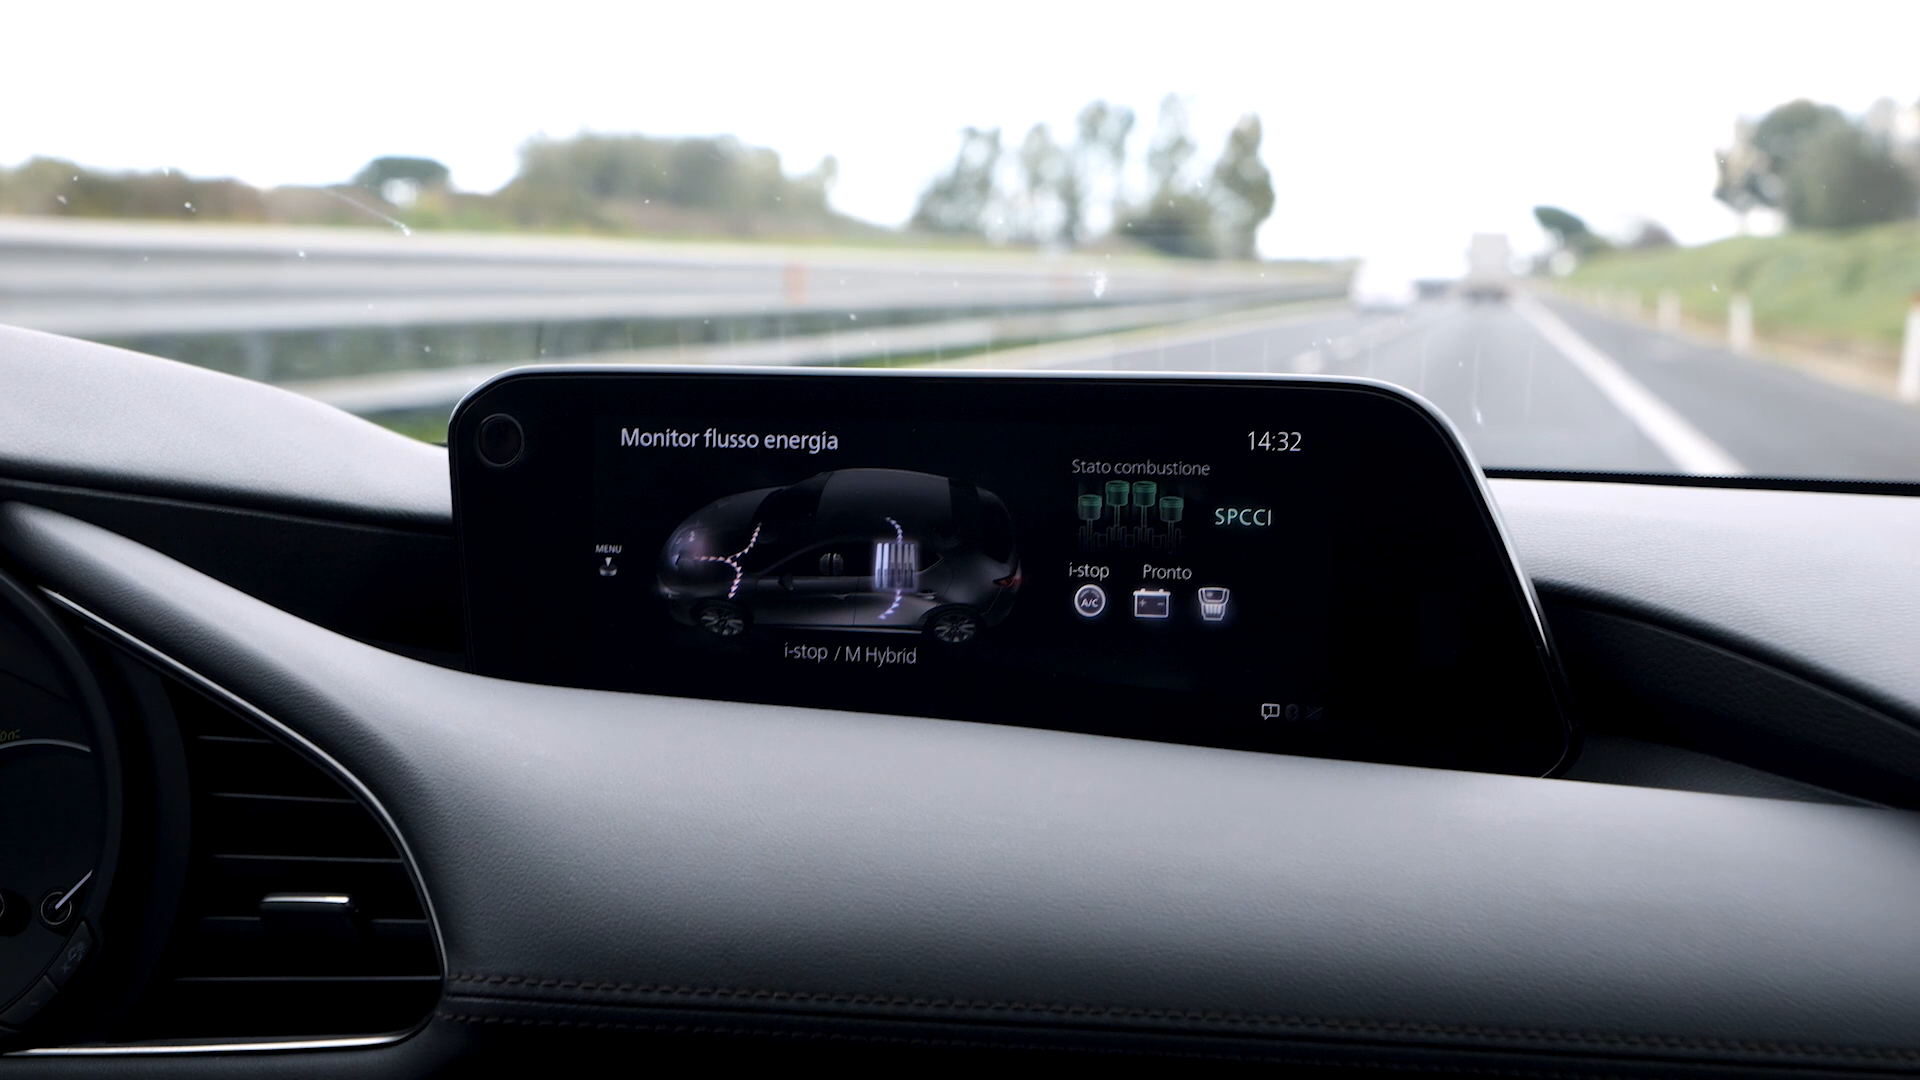 Monitor flusso energia
14:32
Stato combustione
SPCCI
MENU
i-stop Pronto
A/C
i-stop / M Hybrid